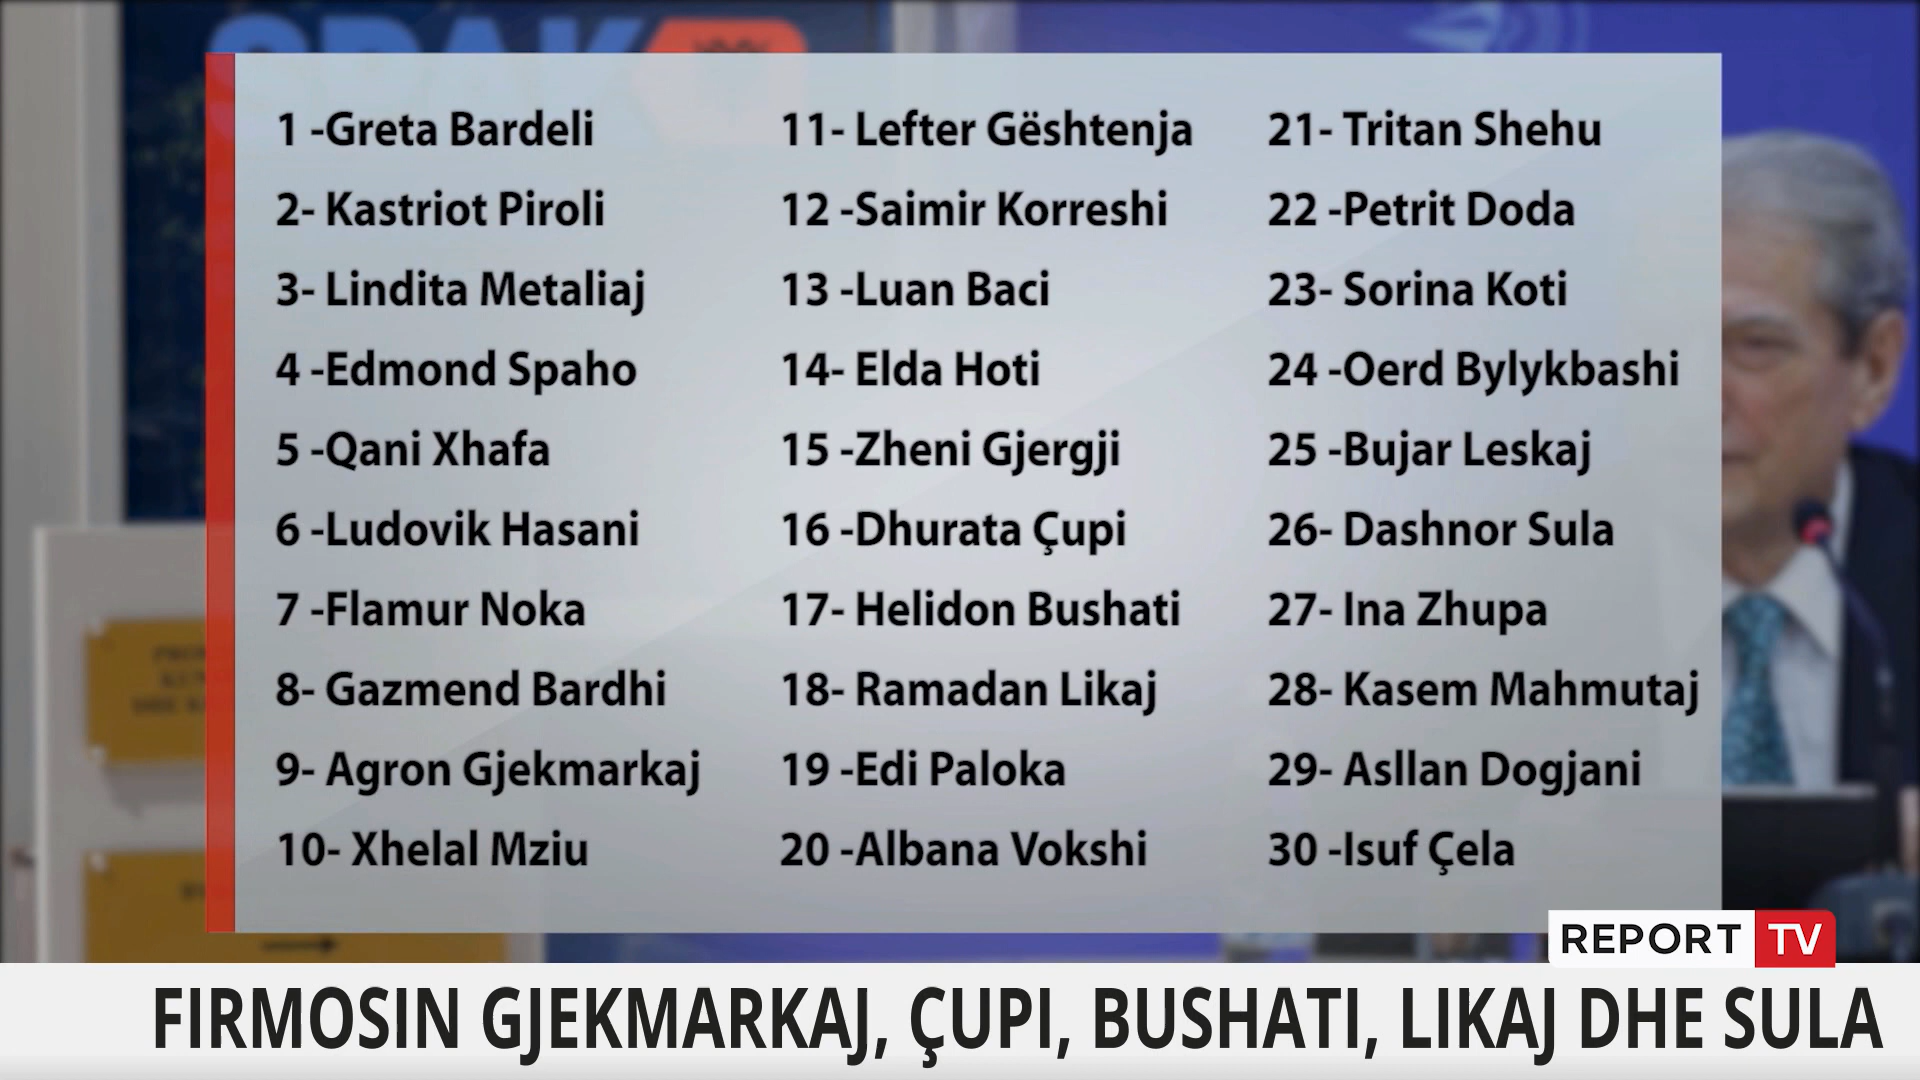 SPAK
1 -Greta Bardeli
2- Kastriot Piroli
3- Lindita Metaliaj
4 -Edmond Spaho
5 -Qani Xhafa
6 -Ludovik Hasani
7 -Flamur Noka
8- Gazmend Bardhi
9- Agron Gjekmarkaj
10- Xhelal Mziu
11- Lefter Gështenja
12 -Saimir Korreshi
13 -Luan Baci
14- Elda Hoti
15 -Zheni Gjergji
16 -Dhurata Çupi
17- Helidon Bushati
18- Ramadan Likaj
19 -Edi Paloka
20 -Albana Vokshi
21- Tritan Shehu
22 -Petrit Doda
23- Sorina Koti
24 -Oerd Bylykbashi
25 -Bujar Leskaj
26- Dashnor Sula
27- Ina Zhupa
28- Kasem Mahmutaj
29- Asllan Dogjani
30 -Isuf Çela
REPORT TV
FIRMOSIN GJEKMARKAJ, ÇUPI, BUSHATI, LIKAJ DHE SULA